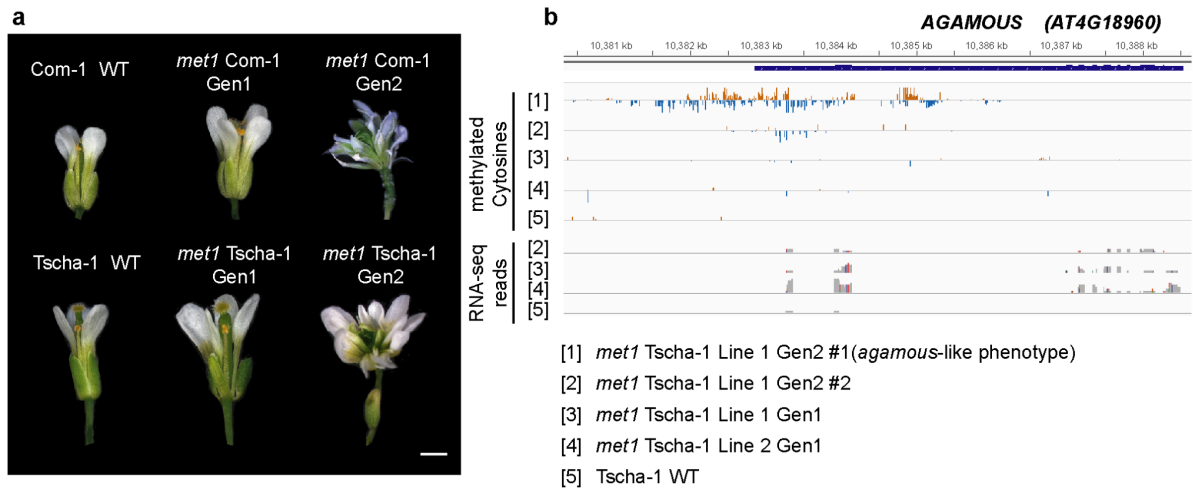 a
Com-1 WT
met1 Com-1
Gen1
met1 Com-1
Gen2
Tscha-1 WT
met1 Tscha-1
Gen1
met1 Tscha-1
Gen2
b
AGAMOUS (AT4G18960)
10,381 kb 10,382 kb 10,383 kb 10,384 kb 10,385 kb 10,386 kb 10,387 kb 10,388 kb
methylated
Cytosines
[1]
[2]
[3]
[4]
[5]
RNA-seq
reads
[2]
[3]
[4]
[5]
[1] met1 Tscha-1 Line 1 Gen2 #1(agamous-like phenotype)
[2] met1 Tscha-1 Line 1 Gen2 #2
[3] met1 Tscha-1 Line 1 Gen1
[4] met1 Tscha-1 Line 2 Gen1
[5] Tscha-1 WT